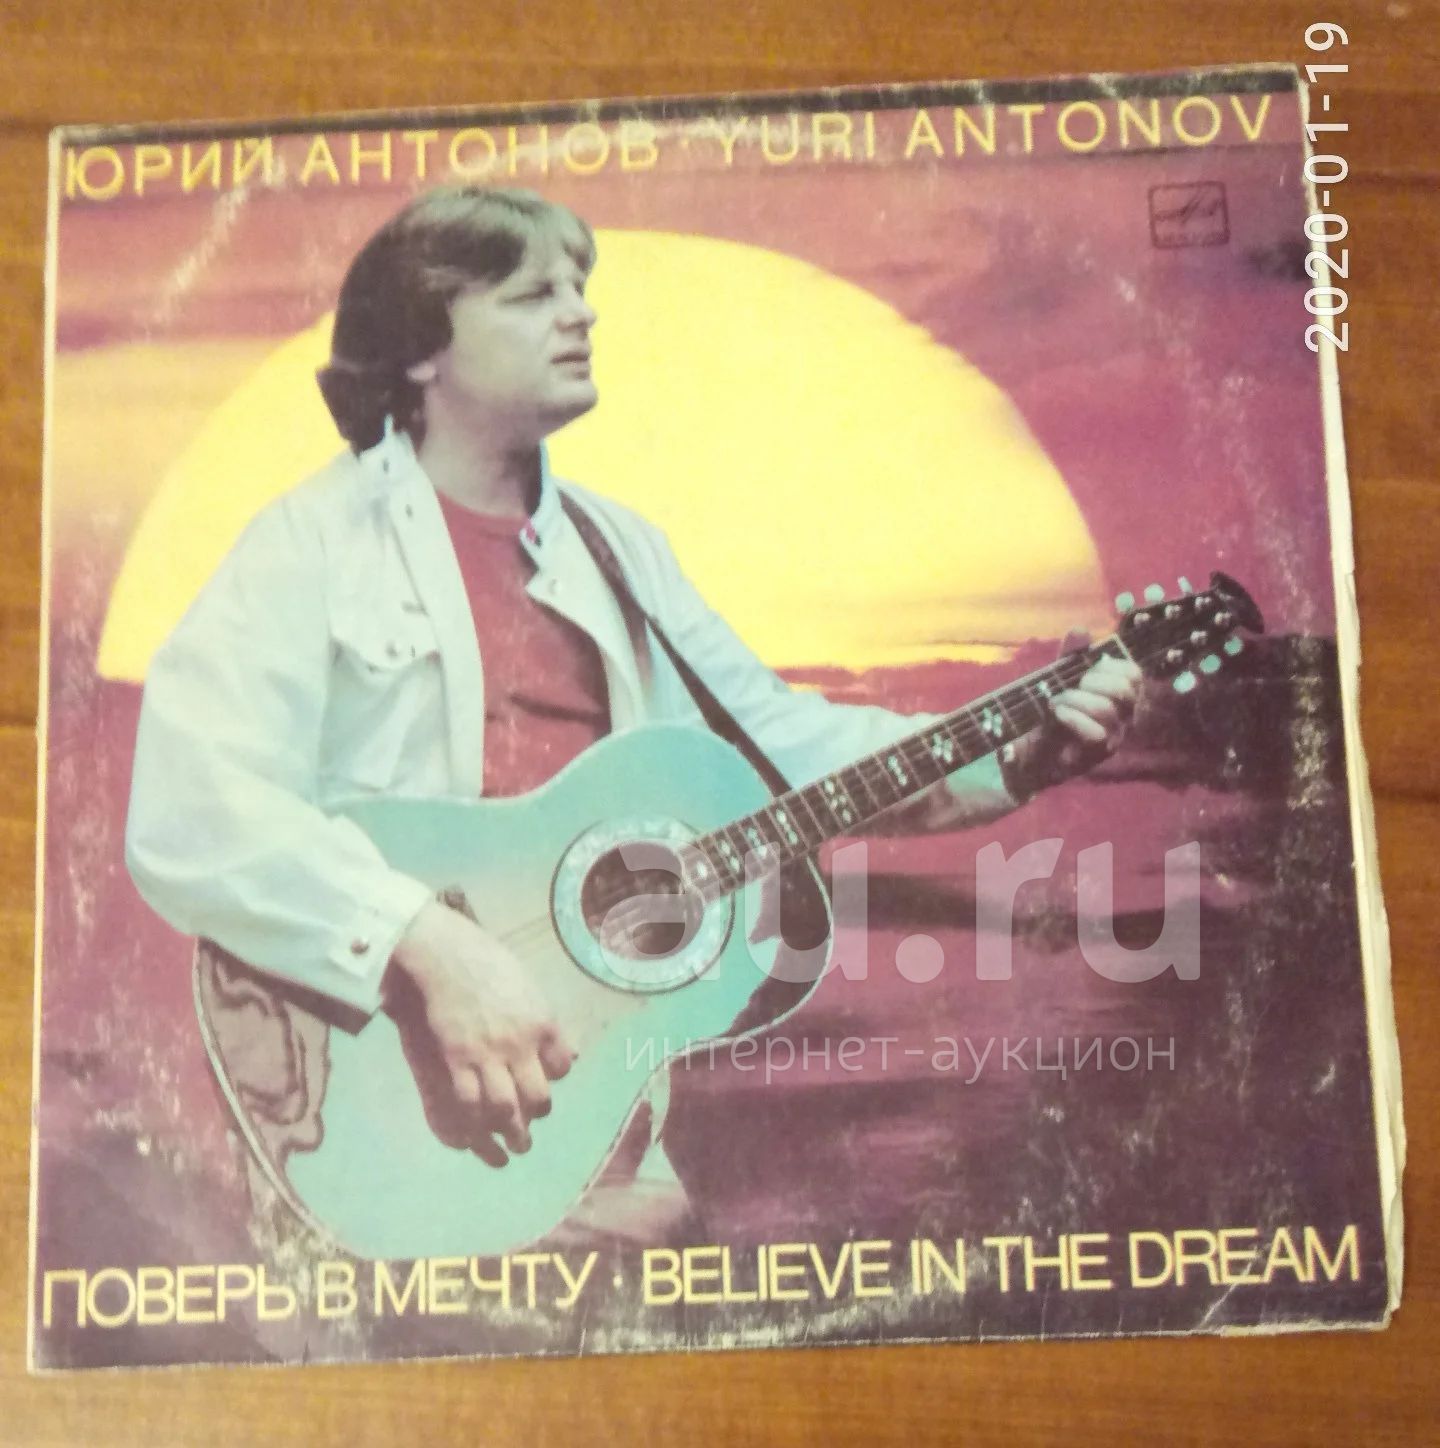 ЮРИЙ АНТОНОВ · YURI ANTONOV
2020-01-19
au.ru
интернет-аукцион
ПОВЕРЬ В МЕЧТУ · BELIEVE IN THE DREAM